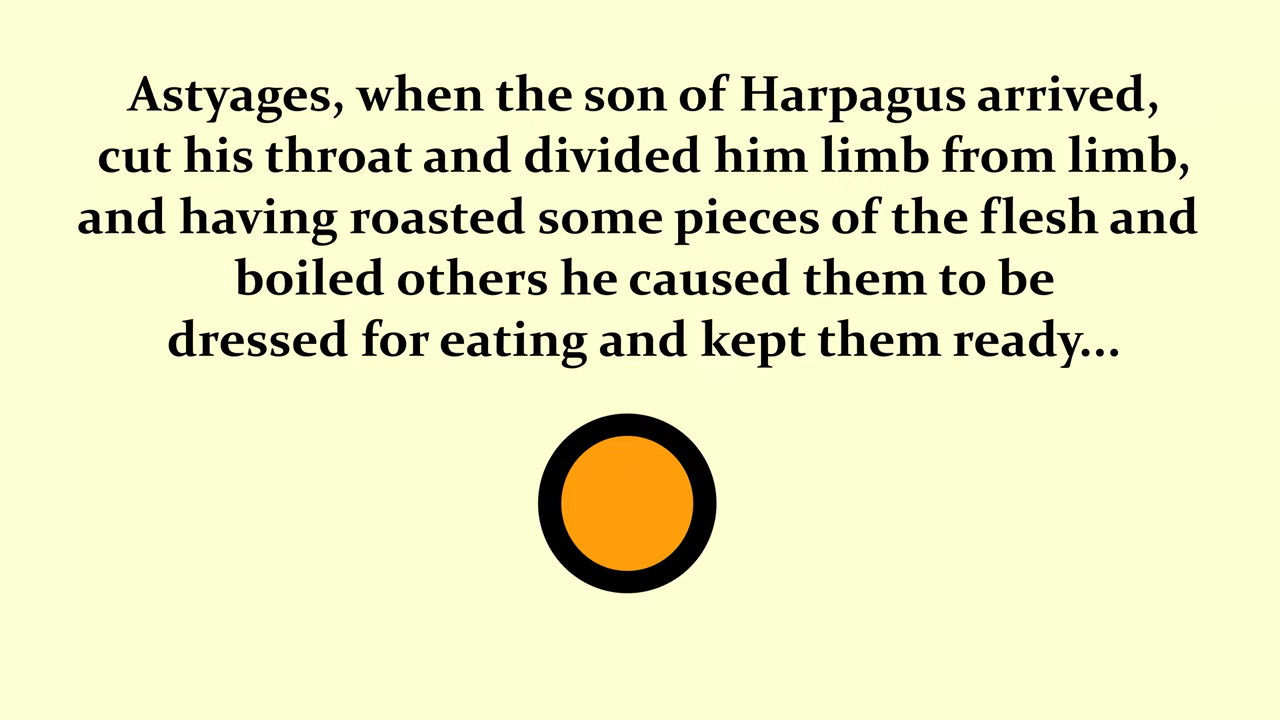 Astyages, when the son of Harpagus arrived,
cut his throat and divided him limb from limb,
and having roasted some pieces of the flesh and
boiled others he caused them to be
dressed for eating and kept them ready...